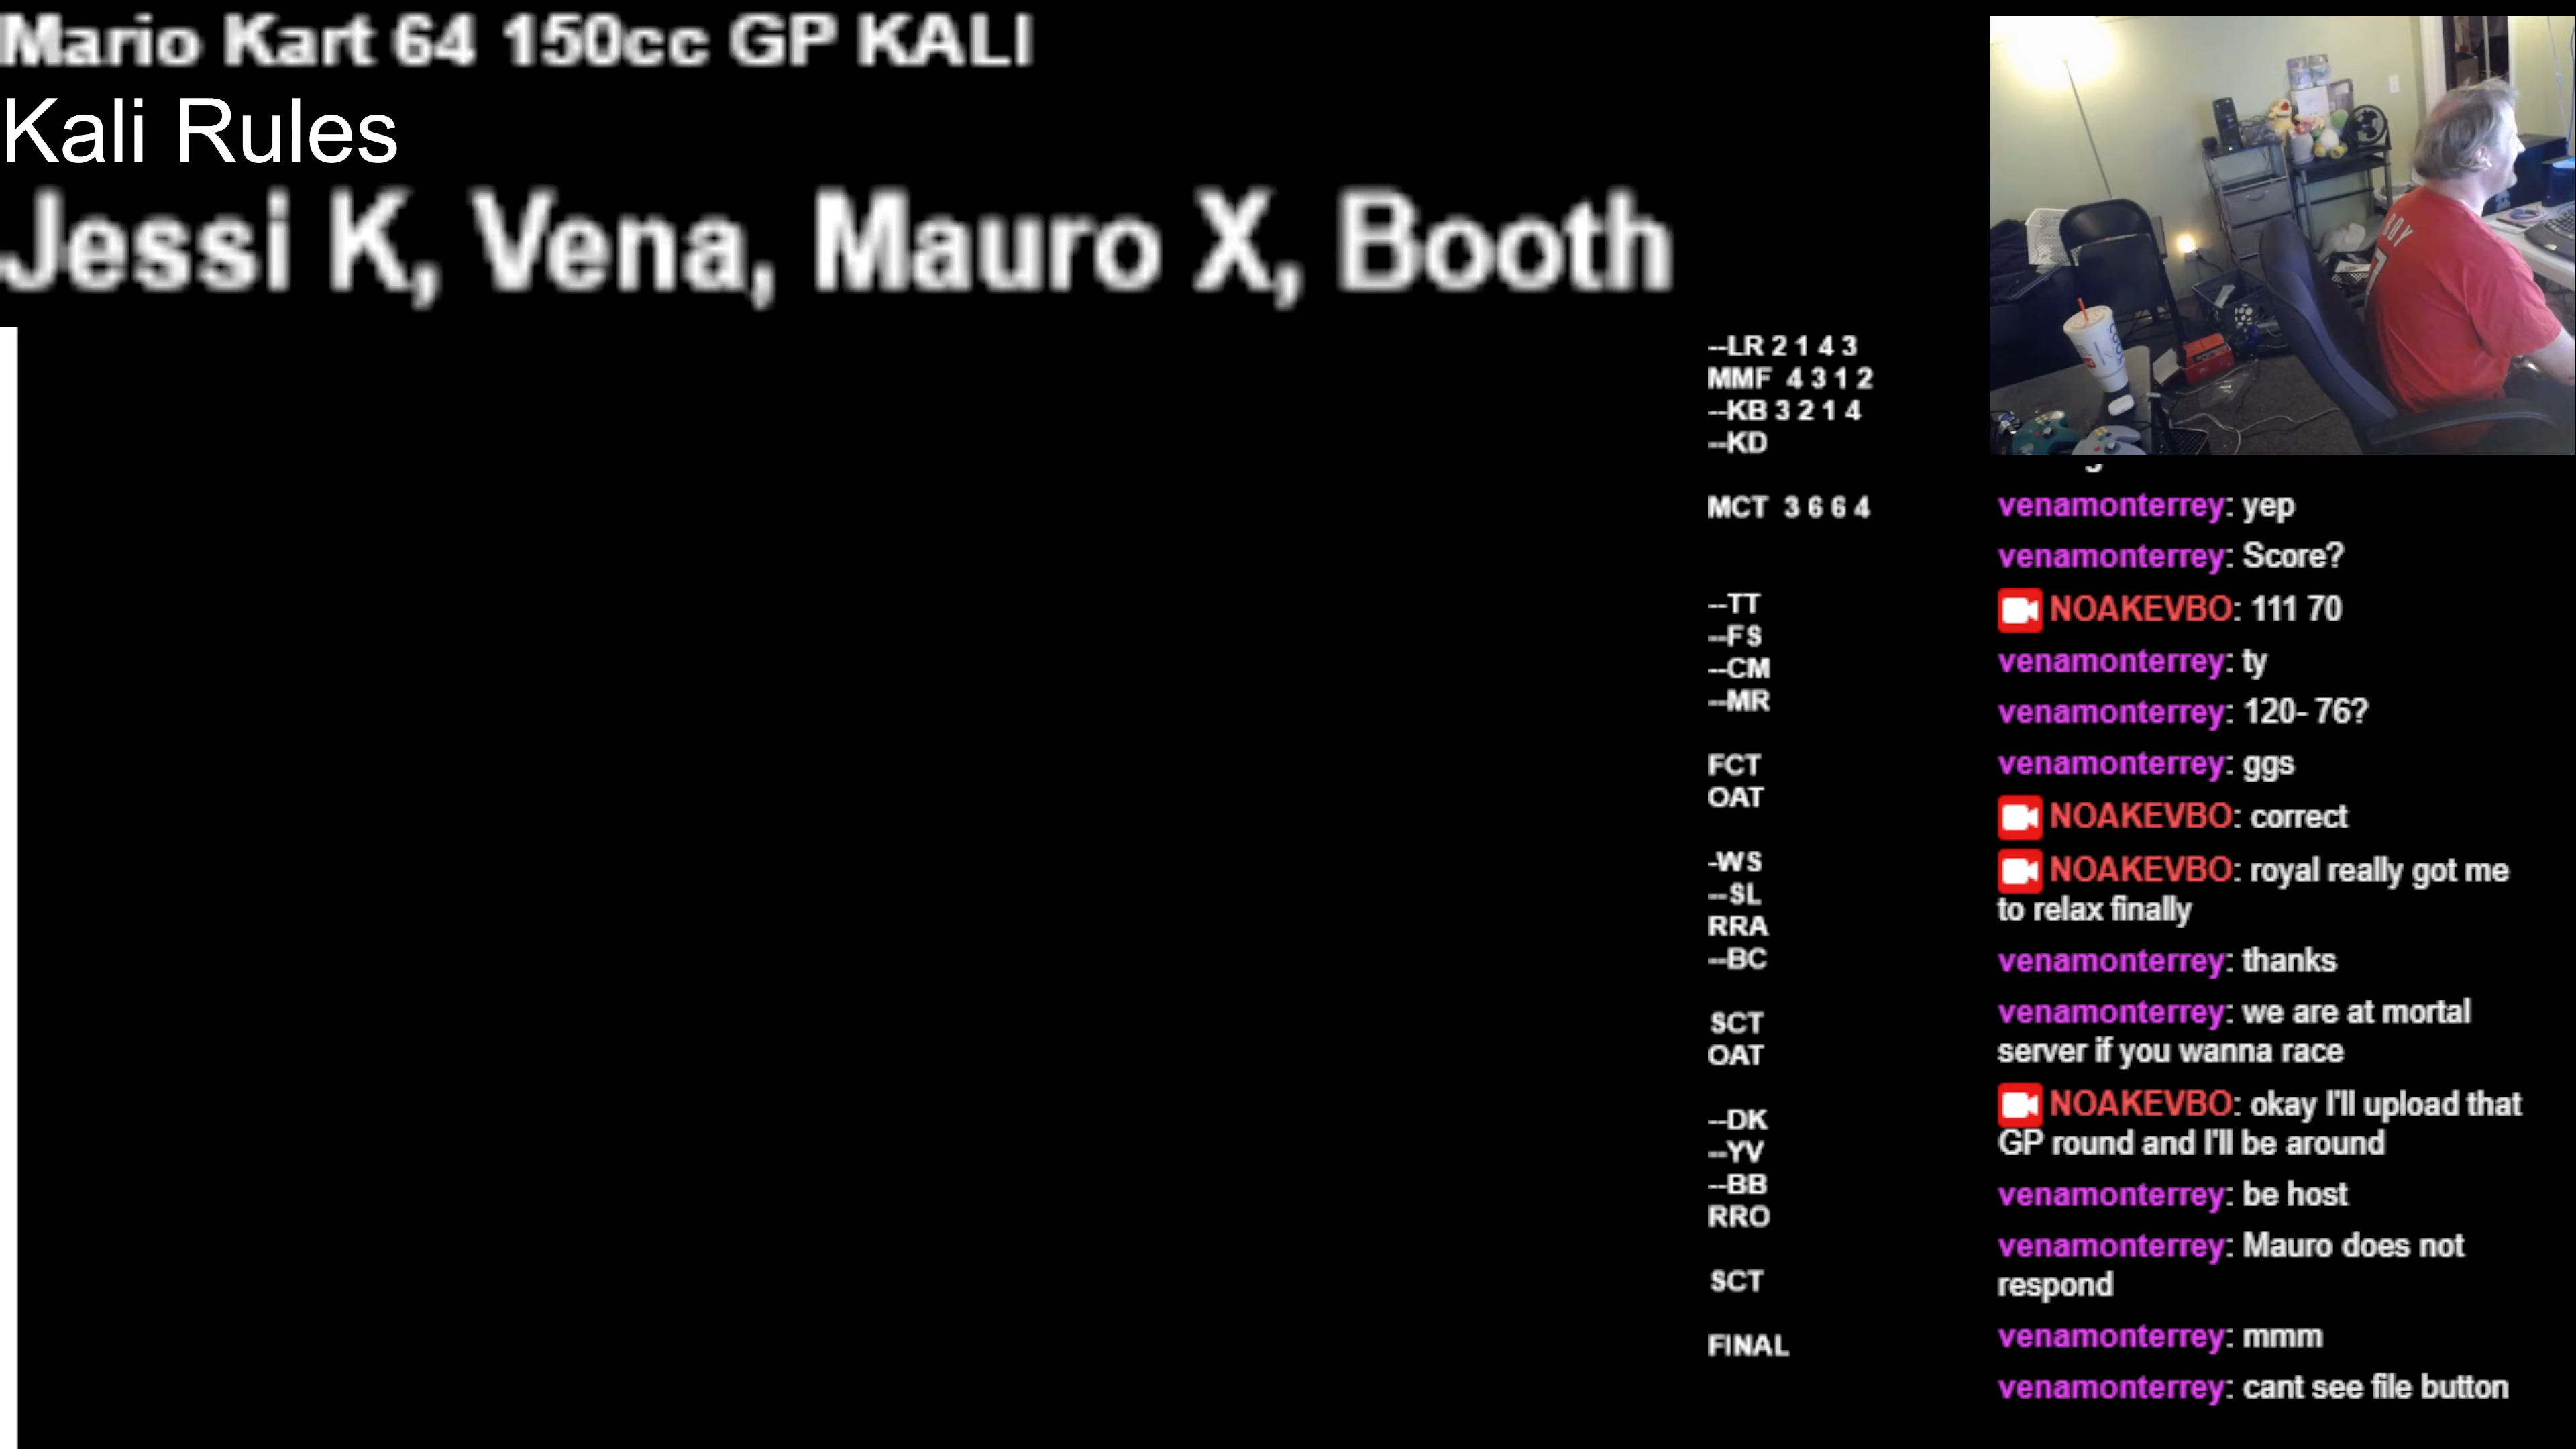 Mario Kart 64 150cc GP KALI
Kali Rules
Jessi K, Vena, Mauro X, Booth
--LR 2 1 4 3
MMF 4 3 1 2
--KB 3 2 1 4
--KD
MCT 3 6 6 4
--TT
--FS
--CM
--MR
FCT
OAT
-WS
--SL
RRA
--BC
SCT
OAT
--DK
--YV
--BB
RRO
SCT
FINAL
venamonterrey: yep
venamonterrey: Score?
NOAKEVBO: 111 70
venamonterrey: ty
venamonterrey: 120- 76?
venamonterrey: ggs
NOAKEVBO: correct
NOAKEVBO: royal really got me
to relax finally
venamonterrey: thanks
venamonterrey: we are at mortal
server if you wanna race
NOAKEVBO: okay I'll upload that
GP round and I'll be around
venamonterrey: be host
venamonterrey: Mauro does not
respond
venamonterrey: mmm
venamonterrey: cant see file button